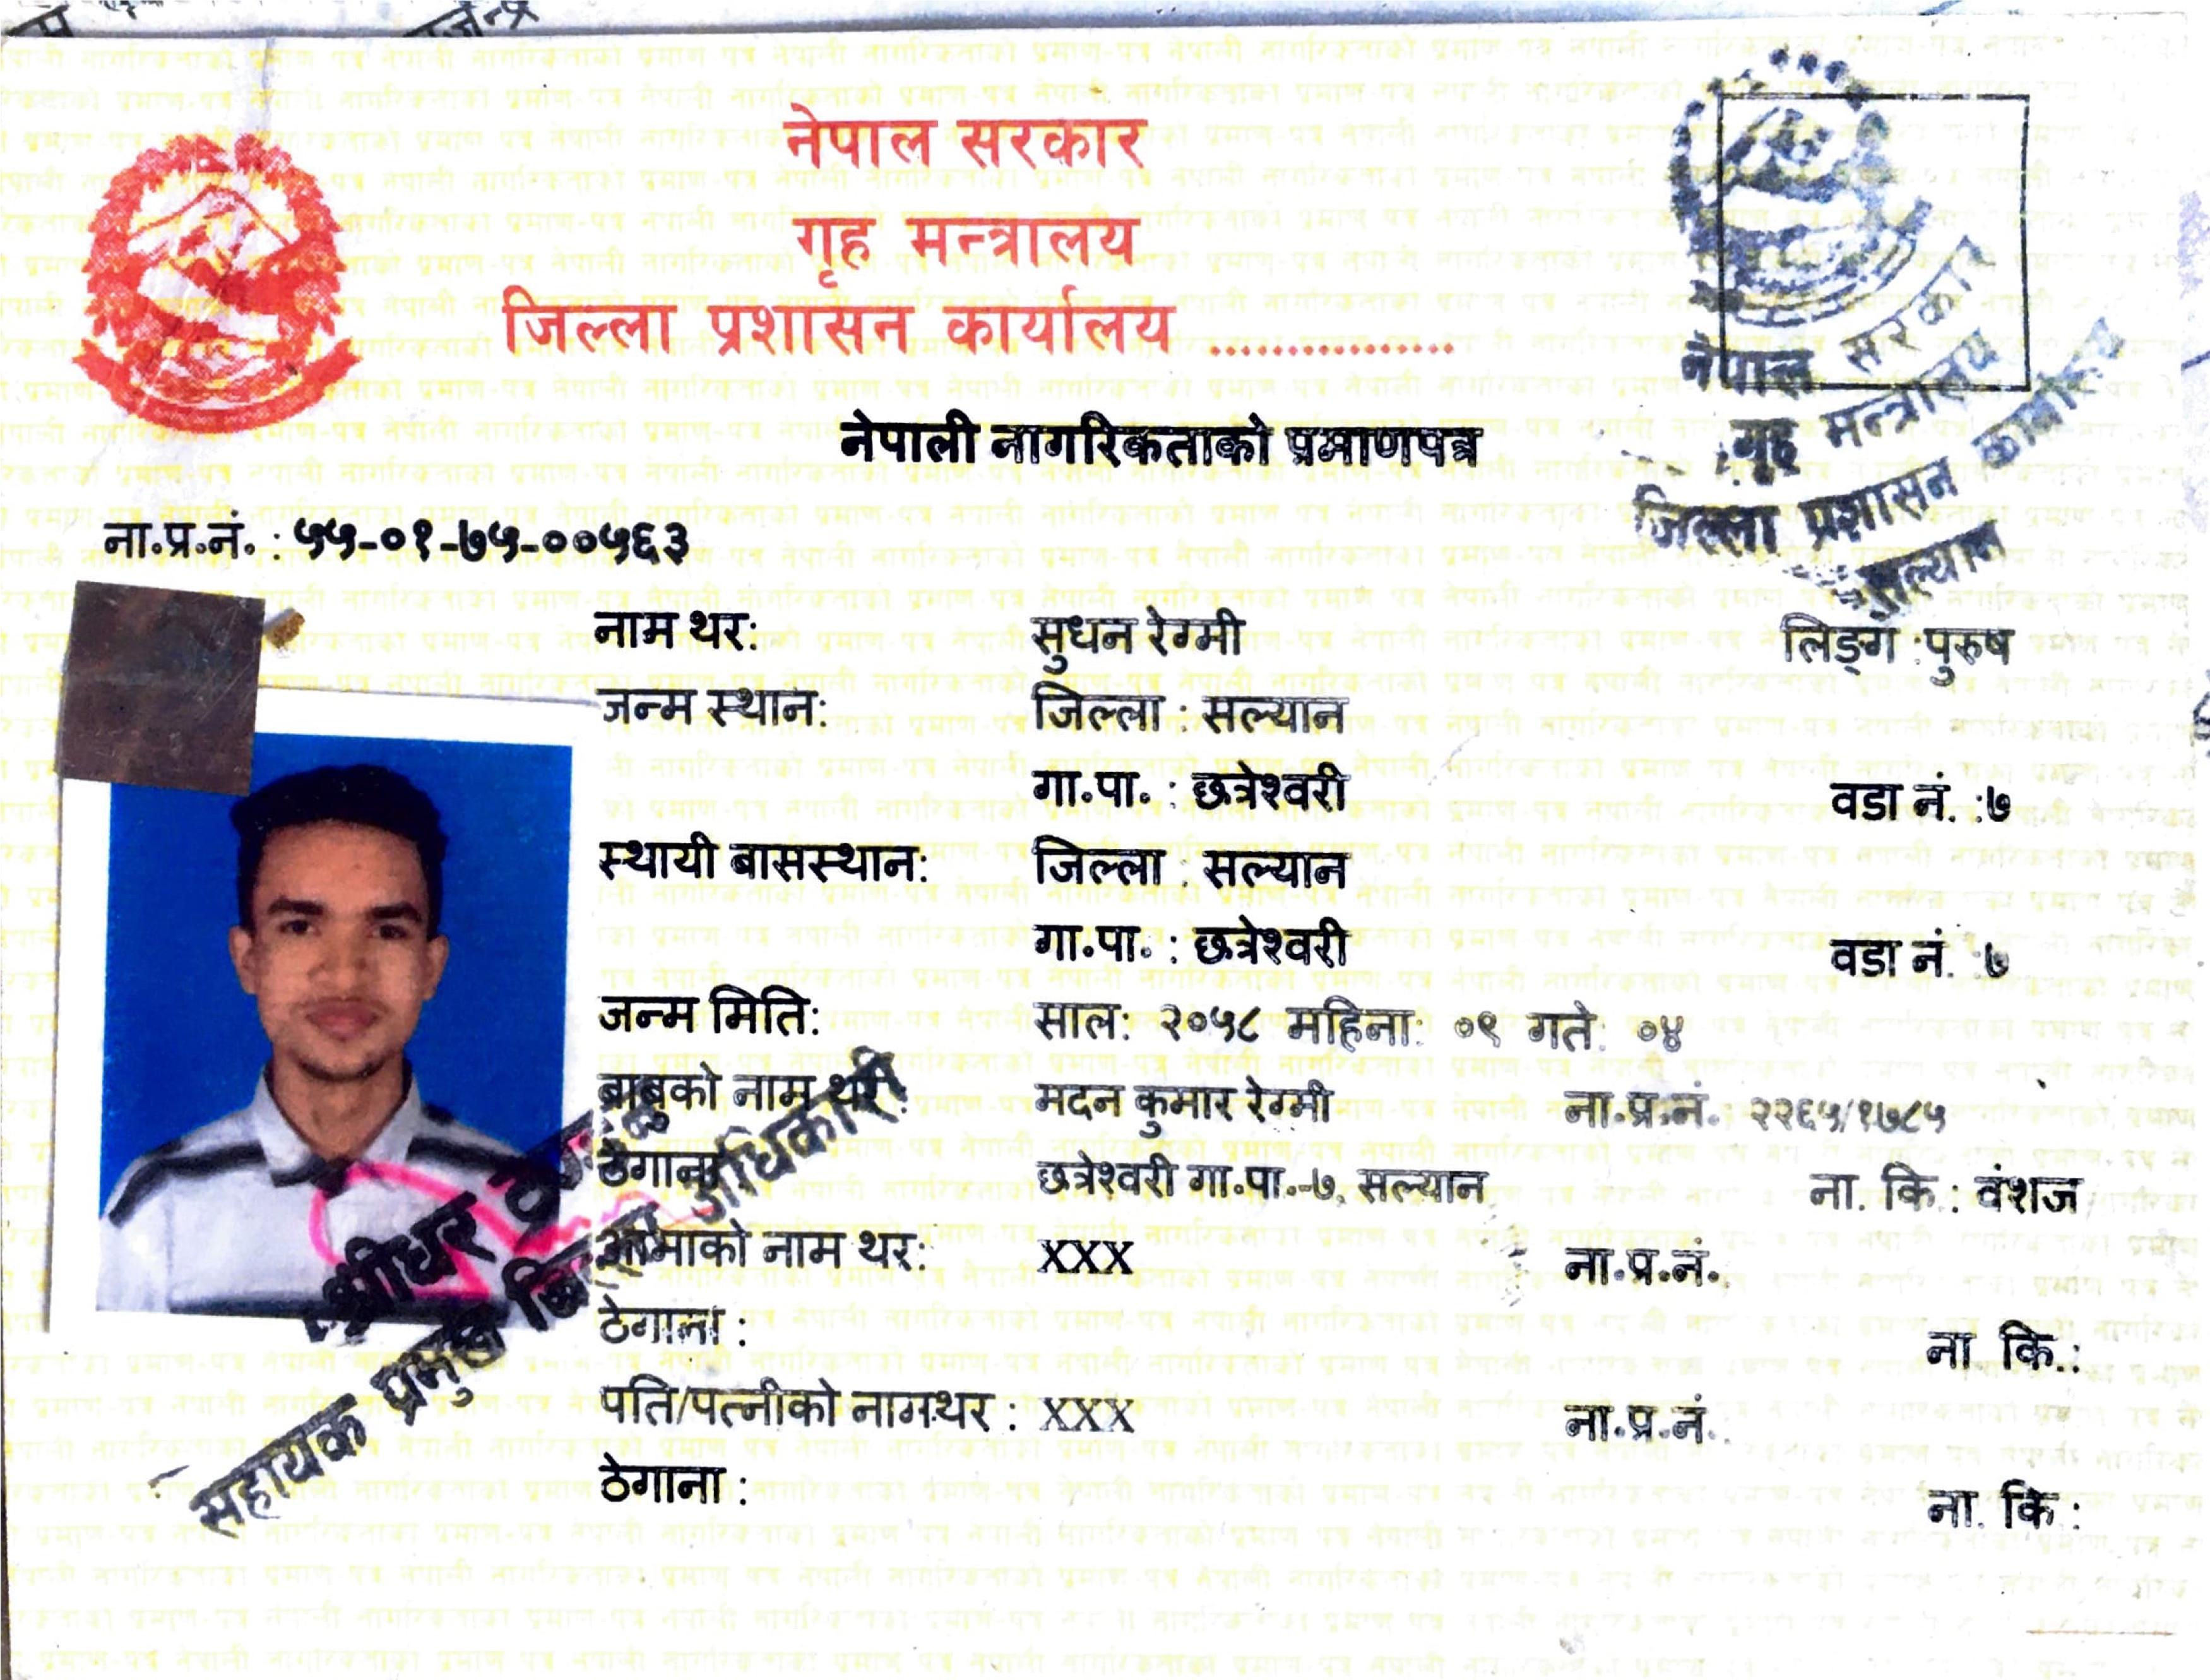 नेपाल सरकार
गृह मन्त्रालय
जिल्ला प्रशासन कार्यालय ................
नेपाल सरकार
गृह मन्त्रालय
जिल्ला प्रशासन कार्यालय
सल्यान
नेपाली नागरिकताको प्रमाणपत्र
ना.प्र.नं. : ५५-०१-७५-००५६३
नाम थर: सुधन रेग्मी लिङ्ग : पुरुष
जन्म स्थान: जिल्ला : सल्यान
गा.पा. : छत्रेश्वरी वडा नं. : ७
स्थायी बासस्थान: जिल्ला : सल्यान
गा.पा. : छत्रेश्वरी वडा नं. : ७
जन्म मिति: साल: २०५८ महिना: ०९ गते: ०४
बाबुको नाम थर : मदन कुमार रेग्मी ना.प्र.नं. : २२६५/१७८५
ठेगाना छत्रेश्वरी गा.पा.-७, सल्यान ना. कि : वंशज
आमाको नाम थर: XXX ना.प्र.नं.
ठेगाना : ना. कि.:
पति/पत्नीको नामथर : XXX ना.प्र.नं.
ठेगाना : ना. कि :
श्रीधर
सहायक प्रमुख जिल्ला अधिकारी